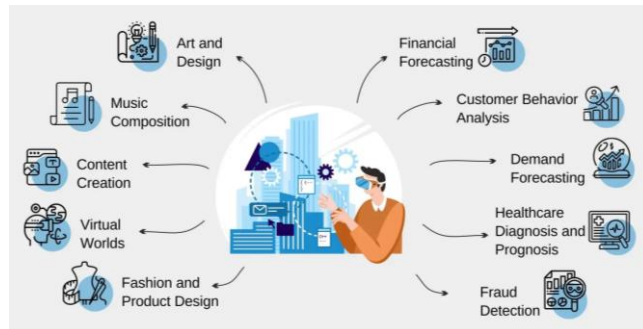 Art and
Design
Music
Composition
Content
Creation
Virtual
Worlds
Fashion and
Product Design
Financial
Forecasting
Customer Behavior
Analysis
Demand
Forecasting
Healthcare
Diagnosis and
Prognosis
Fraud
Detection